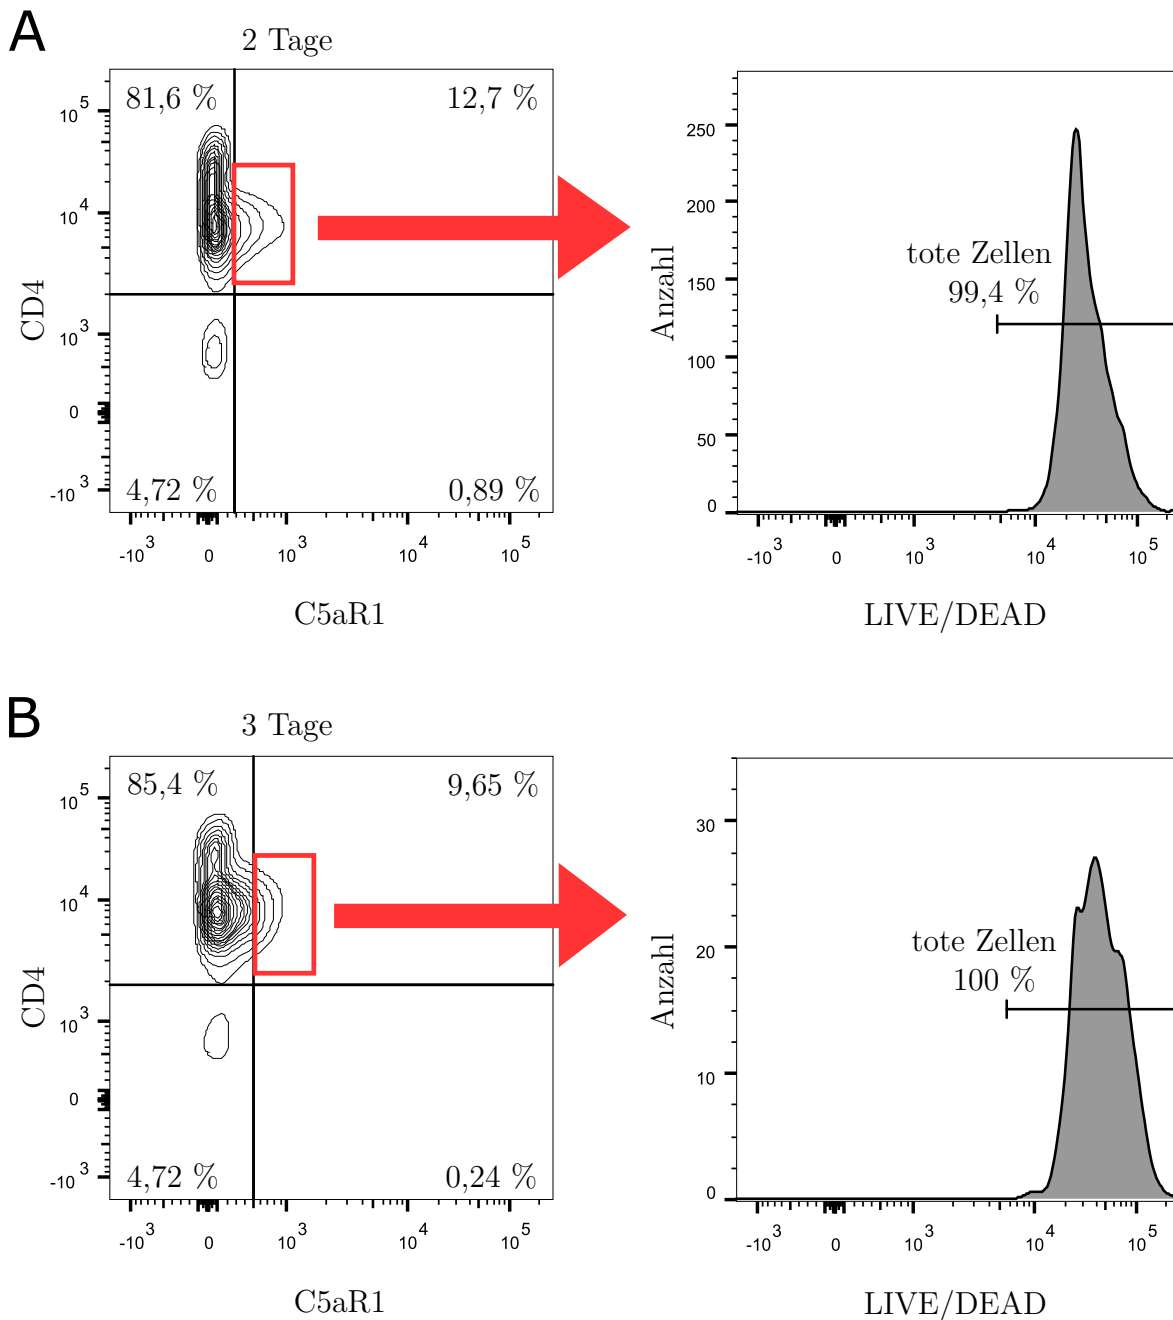 A
2 Tage
81,6 %
12,7 %
10^5
10^4
10^3
0
-10^3
CD4
4,72 %
0,89 %
-10^3 0 10^3 10^4 10^5
C5aR1
250
200
150
100
50
0
Anzahl
tote Zellen
99,4 %
-10^3 0 10^3 10^4 10^5
LIVE/DEAD
B
3 Tage
85,4 %
9,65 %
10^5
10^4
10^3
0
-10^3
CD4
4,72 %
0,24 %
-10^3 0 10^3 10^4 10^5
C5aR1
30
20
10
0
Anzahl
tote Zellen
100 %
-10^3 0 10^3 10^4 10^5
LIVE/DEAD